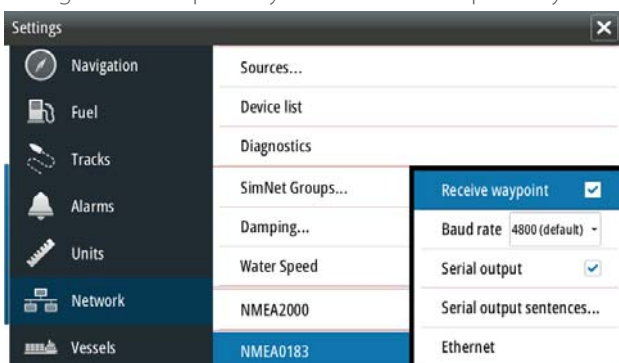 Settings
Navigation
Fuel
Tracks
Alarms
Units
Network
Vessels
Sources...
Device list
Diagnostics
SimNet Groups...
Damping...
Water Speed
NMEA2000
NMEA0183
Receive waypoint
Baud rate 4800 (default)
Serial output
Serial output sentences...
Ethernet